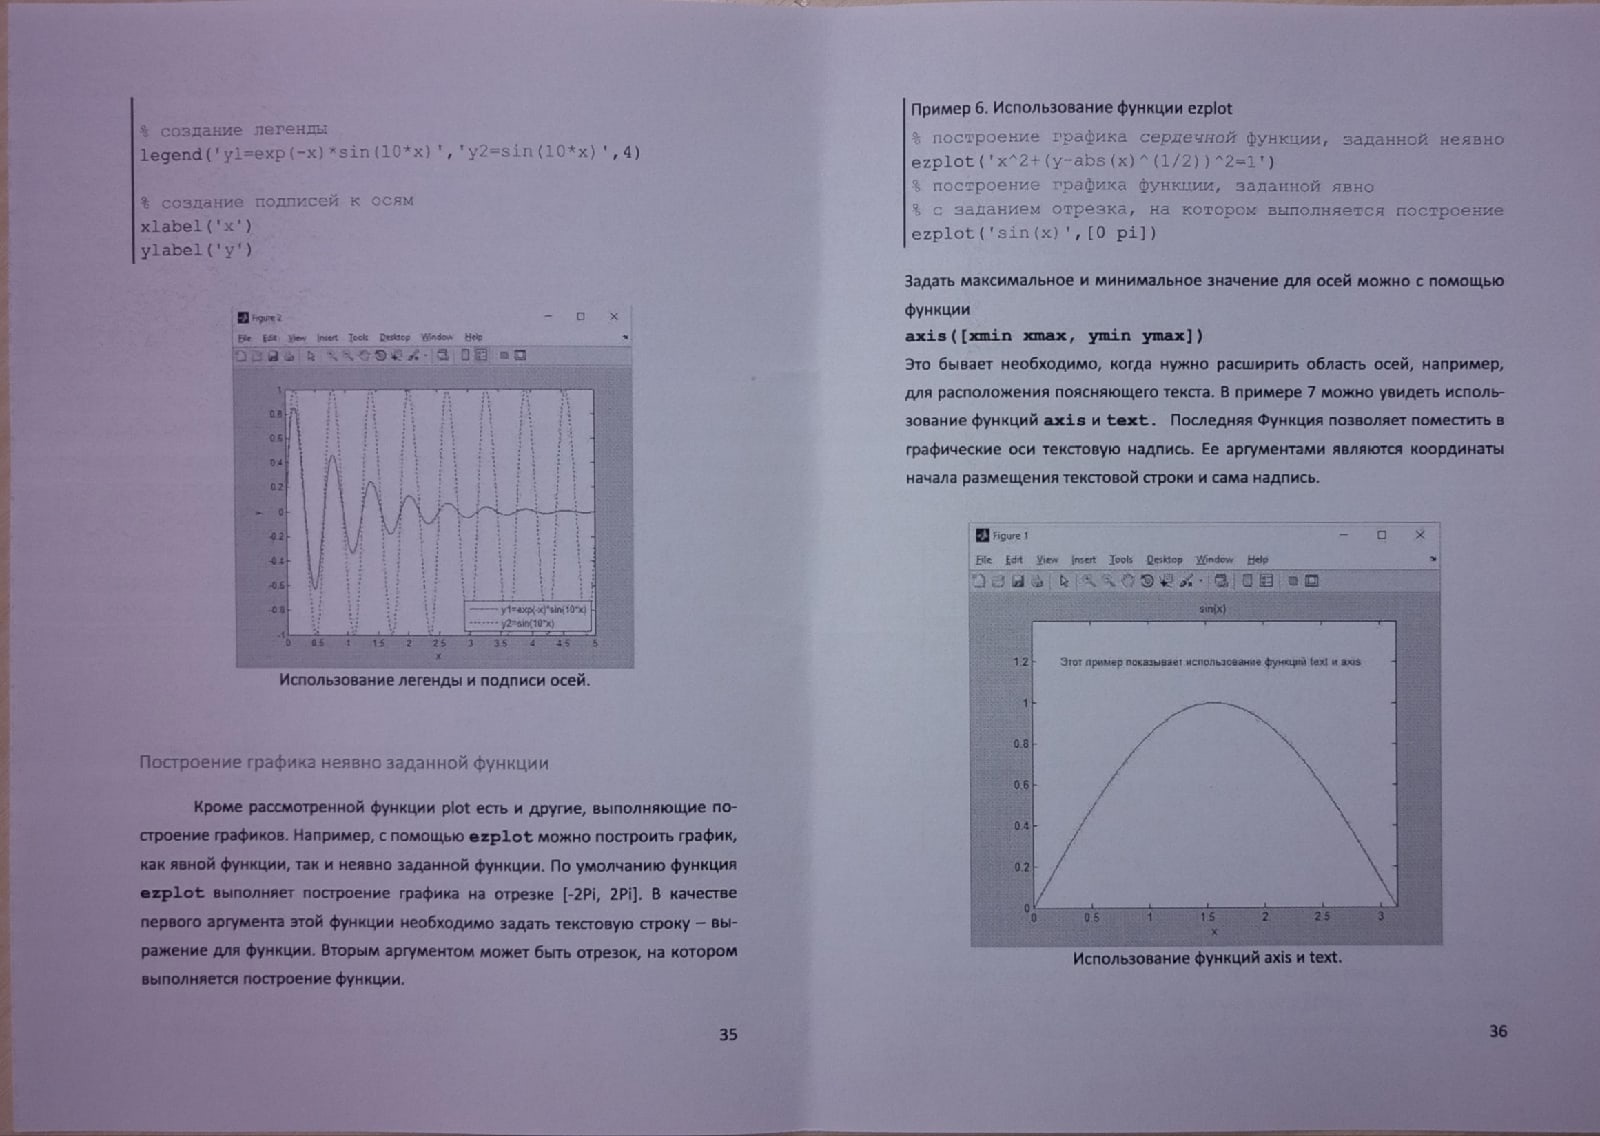 % создание легенды
legend('y1=exp(-x)*sin(10*x)','y2=sin(10*x)',4)
% создание подписей к осям
xlabel('x')
ylabel('y')
Figure 2
File Edit View Insert Tools Desktop Window Help
1
0.8
0.6
0.4
0.2
0
-0.2
-0.4
-0.6
-0.8
-1
y
y1=exp(-x)*sin(10*x)
y2=sin(10*x)
0 0.5 1 1.5 2 2.5 3 3.5 4 4.5 5
x
Использование легенды и подписи осей.
Построение графика неявно заданной функции
Кроме рассмотренной функции plot есть и другие, выполняющие по-
строение графиков. Например, с помощью ezplot можно построить график,
как явной функции, так и неявно заданной функции. По умолчанию функция
ezplot выполняет построение графика на отрезке [-2Pi, 2Pi]. В качестве
первого аргумента этой функции необходимо задать текстовую строку – вы-
ражение для функции. Вторым аргументом может быть отрезок, на котором
выполняется построение функции.
35
Пример 6. Использование функции ezplot
% построение графика сердечной функции, заданной неявно
ezplot('x^2+(y-abs(x)^(1/2))^2=1')
% построение графика функции, заданной явно
% с заданием отрезка, на котором выполняется построение
ezplot('sin(x)',[0 pi])
Задать максимальное и минимальное значение для осей можно с помощью
функции
axis([xmin xmax, ymin ymax])
Это бывает необходимо, когда нужно расширить область осей, например,
для расположения поясняющего текста. В примере 7 можно увидеть исполь-
зование функций axis и text. Последняя Функция позволяет поместить в
графические оси текстовую надпись. Ее аргументами являются координаты
начала размещения текстовой строки и сама надпись.
Figure 1
File Edit View Insert Tools Desktop Window Help
sin(x)
Этот пример показывает использование функций text и axis
1.2
1
0.8
0.6
0.4
0.2
0
0 0.5 1 1.5 2 2.5 3
x
Использование функций axis и text.
36